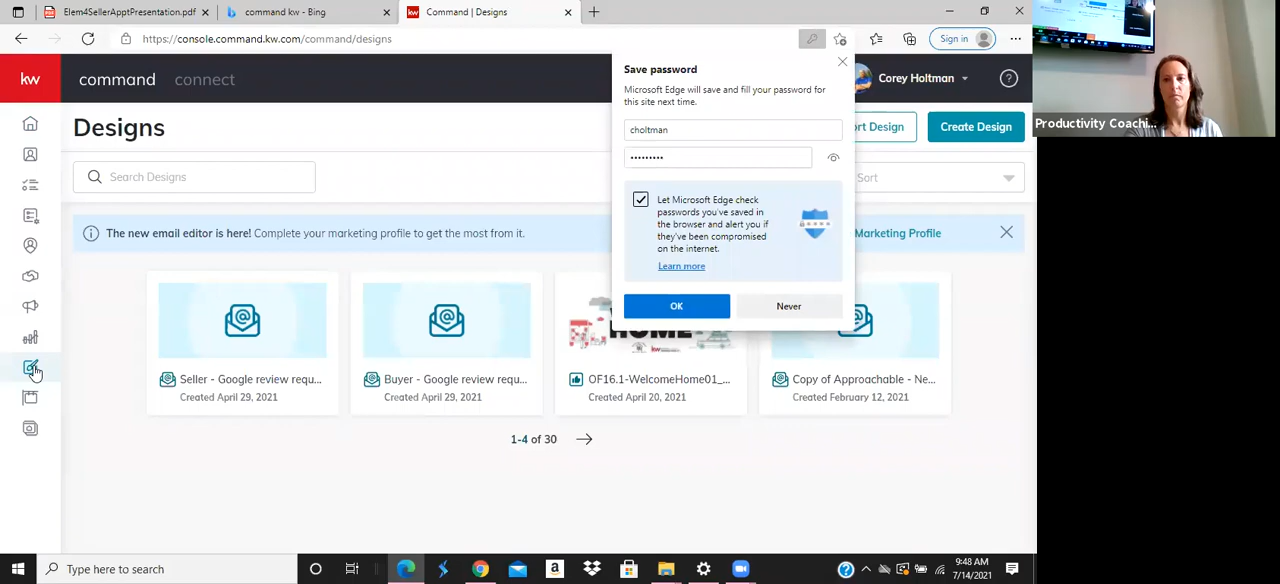 Elem4SellerApptPresentation.pdf
command kw - Bing
Command | Designs
https://console.command.kw.com/command/designs
Sign in
kw
command
connect
Corey Holtman
Designs
ort Design
Create Design
Search Designs
Sort
The new email editor is here! Complete your marketing profile to get the most from it.
Marketing Profile
Save password
Microsoft Edge will save and fill your password for
this site next time.
choltman
•••••••••
Let Microsoft Edge check
passwords you've saved in
the browser and alert you if
they've been compromised
on the internet.
Learn more
OK
Never
HOME
kw
Seller - Google review requ...
Created April 29, 2021
Buyer - Google review requ...
Created April 29, 2021
OF16.1-WelcomeHome01_...
Created April 20, 2021
Copy of Approachable - Ne...
Created February 12, 2021
1-4 of 30
Type here to search
9:48 AM
7/14/2021
Productivity Coachi...